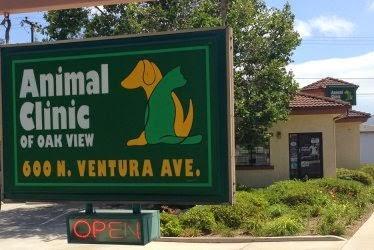 Animal
Clinic
OF OAK VIEW
600 N. VENTURA AVE.
OPEN